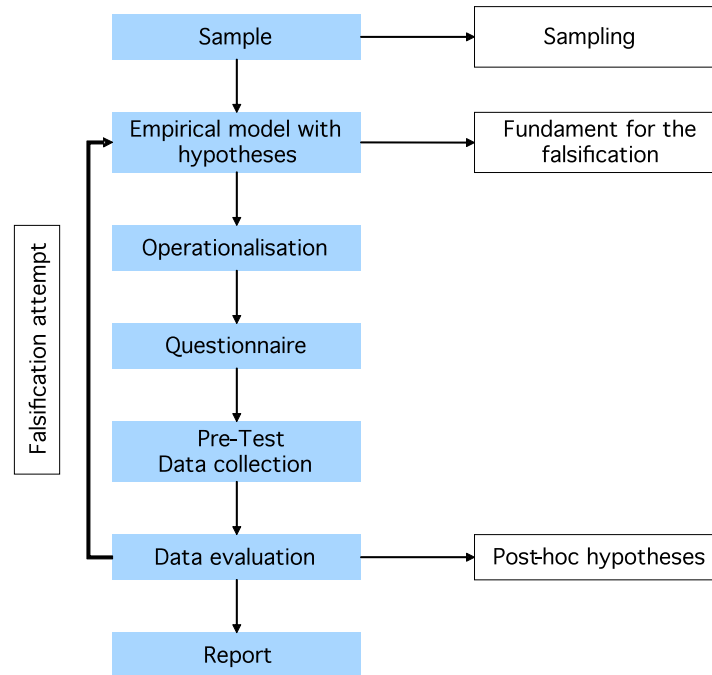 Sample
Sampling
Empirical model with
hypotheses
Fundament for the
falsification
Operationalisation
Falsification attempt
Questionnaire
Pre-Test
Data collection
Data evaluation
Post-hoc hypotheses
Report